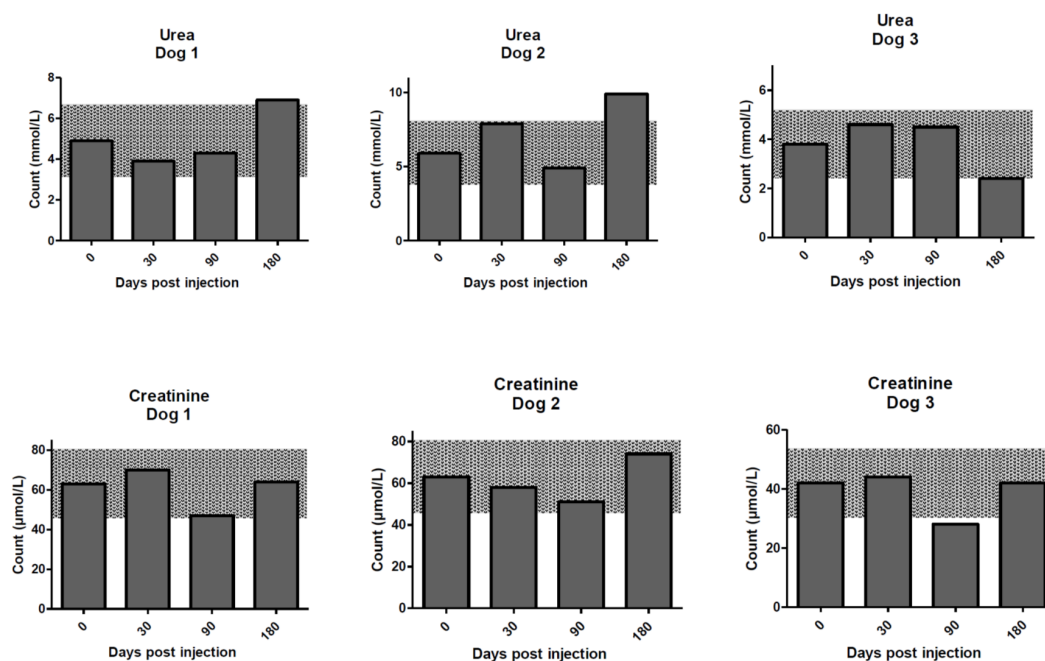 Urea
Dog 1
Count (mmol/L)
8
6
4
2
0
0
30
90
180
Days post injection
Urea
Dog 2
Count (mmol/L)
10
5
0
0
30
90
180
Days post injection
Urea
Dog 3
Count (mmol/L)
6
4
2
0
0
30
90
180
Days post injection
Creatinine
Dog 1
Count (µmol/L)
80
60
40
20
0
0
30
90
180
Days post injection
Creatinine
Dog 2
Count (µmol/L)
80
60
40
20
0
0
30
90
180
Days post injection
Creatinine
Dog 3
Count (µmol/L)
60
40
20
0
0
30
90
180
Days post injection